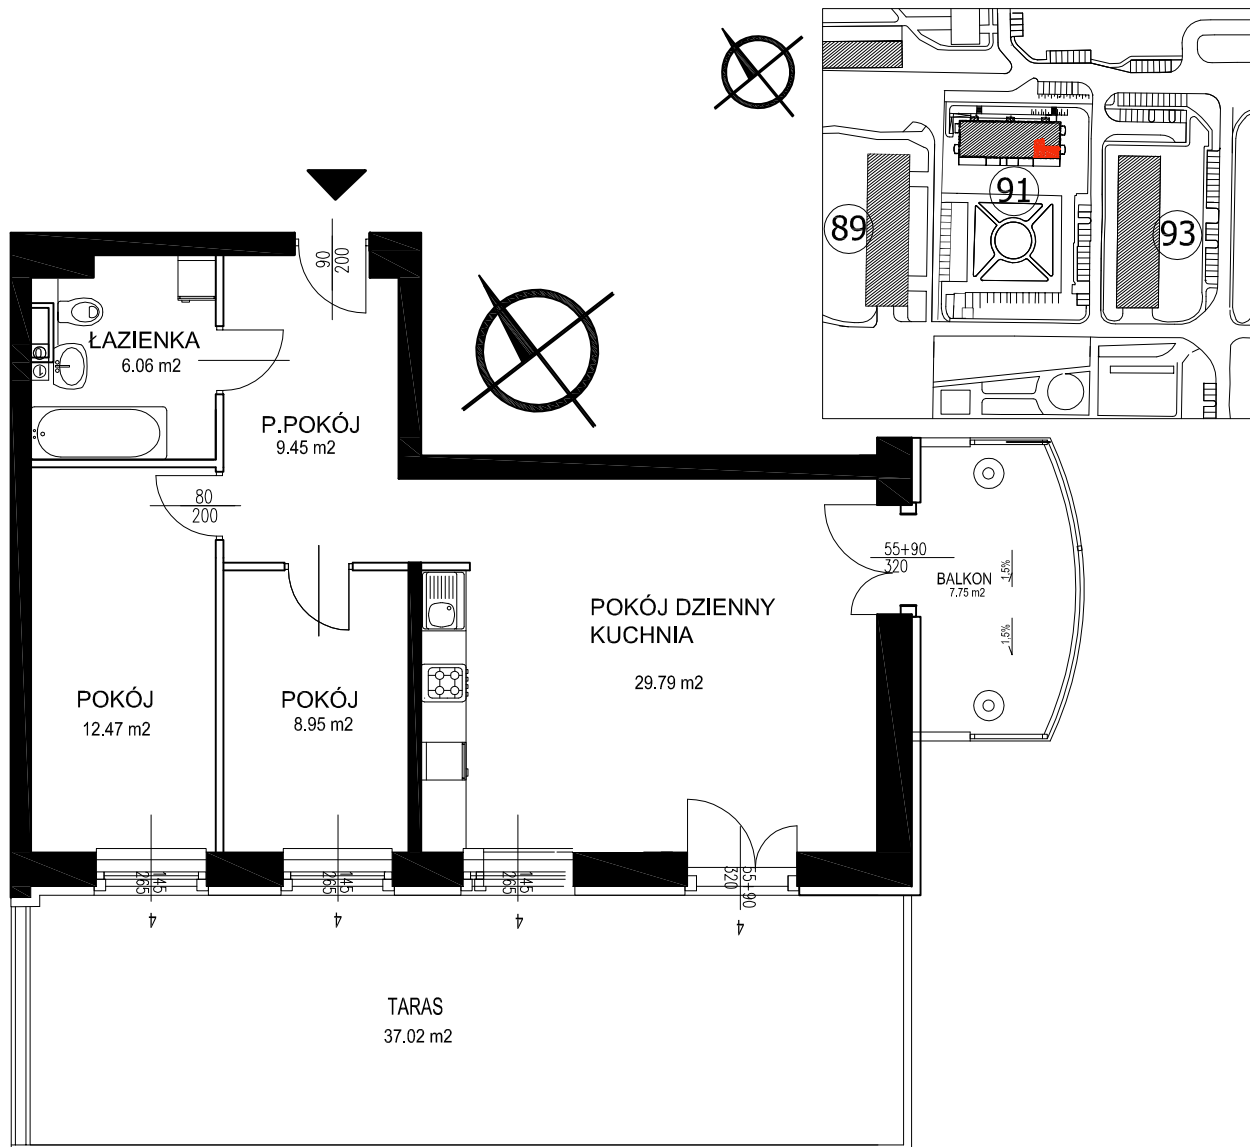 89
91
93
90
200
ŁAZIENKA
6.06 m2
P.POKÓJ
9.45 m2
80
200
55+90
320
BALKON
7.75 m2
1,5%
1,5%
POKÓJ DZIENNY
KUCHNIA
29.79 m2
POKÓJ
12.47 m2
POKÓJ
8.95 m2
145
265
145
265
145
265
55+90
320
4
4
4
4
TARAS
37.02 m2